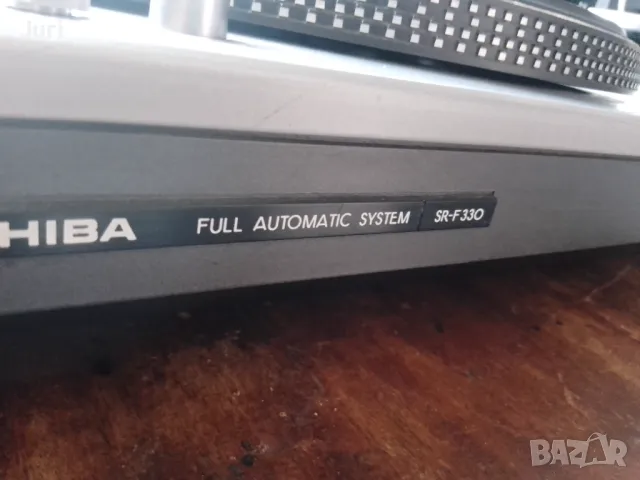 HIBA FULL AUTOMATIC SYSTEM SR-F330
BAZAR